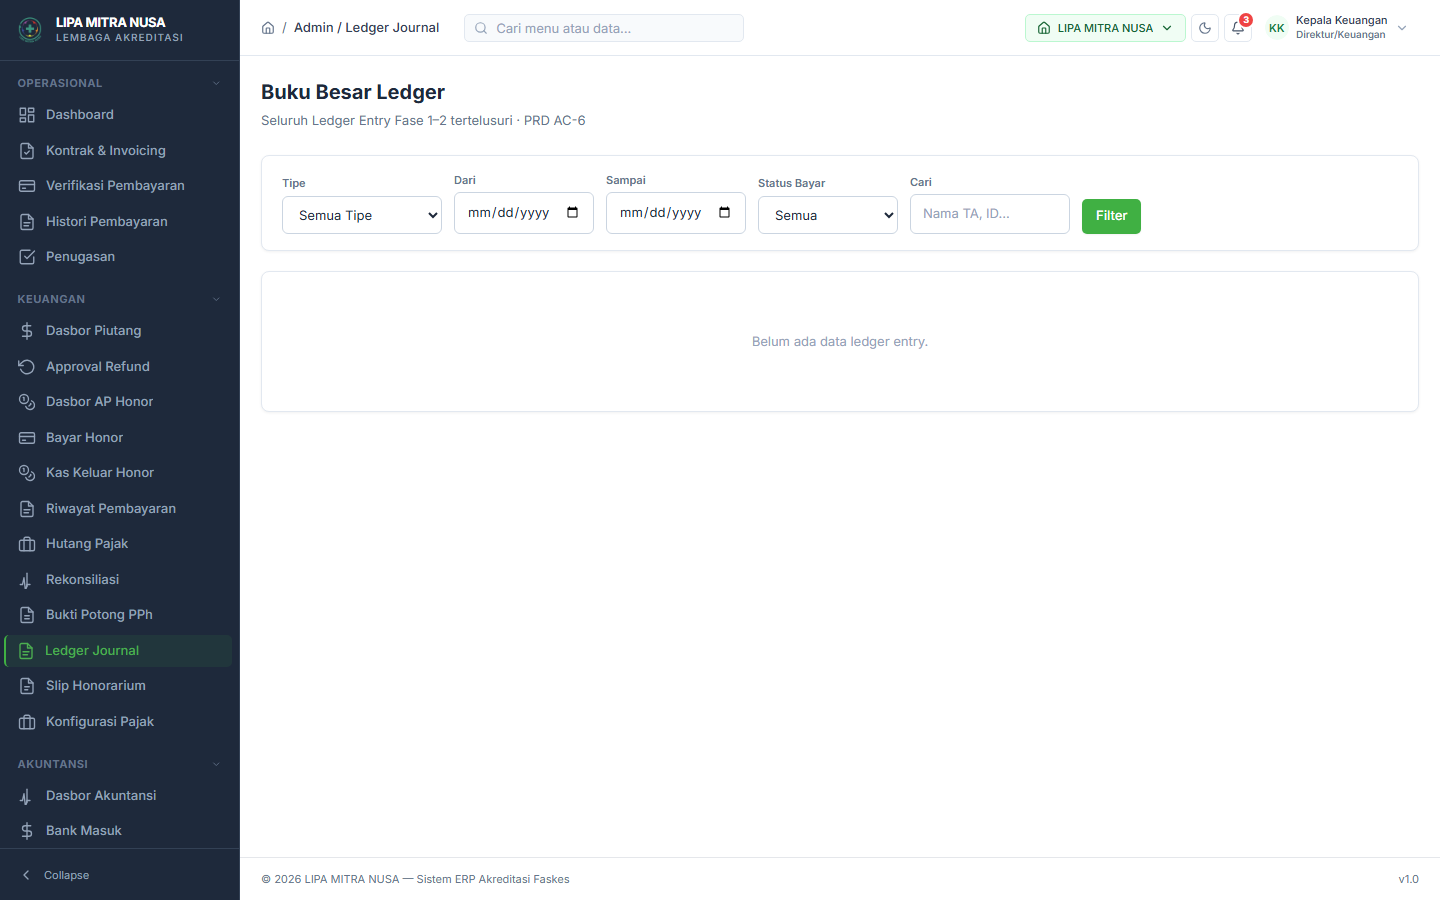 LIPA MITRA NUSA
LEMBAGA AKREDITASI
OPERASIONAL
Dashboard
Kontrak & Invoicing
Verifikasi Pembayaran
Histori Pembayaran
Penugasan
KEUANGAN
Dasbor Piutang
Approval Refund
Dasbor AP Honor
Bayar Honor
Kas Keluar Honor
Riwayat Pembayaran
Hutang Pajak
Rekonsiliasi
Bukti Potong PPh
Ledger Journal
Slip Honorarium
Konfigurasi Pajak
AKUNTANSI
Dasbor Akuntansi
Bank Masuk
Collapse
/ Admin / Ledger Journal
Cari menu atau data...
LIPA MITRA NUSA
3
KK
Kepala Keuangan
Direktur/Keuangan
Buku Besar Ledger
Seluruh Ledger Entry Fase 1–2 tertelusuri · PRD AC-6
Tipe
Semua Tipe
Dari
mm/dd/yyyy
Sampai
mm/dd/yyyy
Status Bayar
Semua
Cari
Nama TA, ID...
Filter
Belum ada data ledger entry.
© 2026 LIPA MITRA NUSA — Sistem ERP Akreditasi Faskes
v1.0